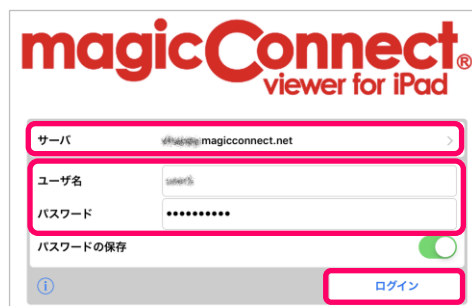 magicConnect®
viewer for iPad
サーバ magicconnect.net
ユーザ名
パスワード ••••••••••
パスワードの保存
ログイン